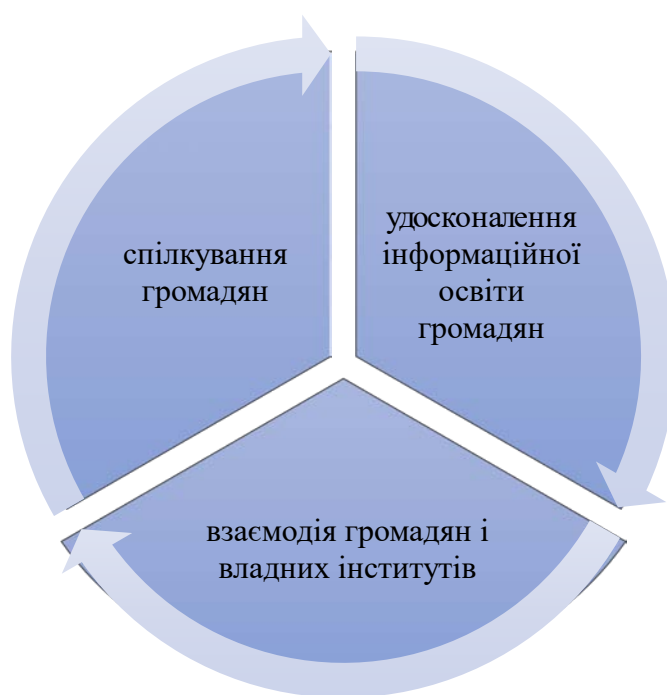 спілкування
громадян
удосконалення
інформаційної
освіти
громадян
взаємодія громадян і
владних інститутів